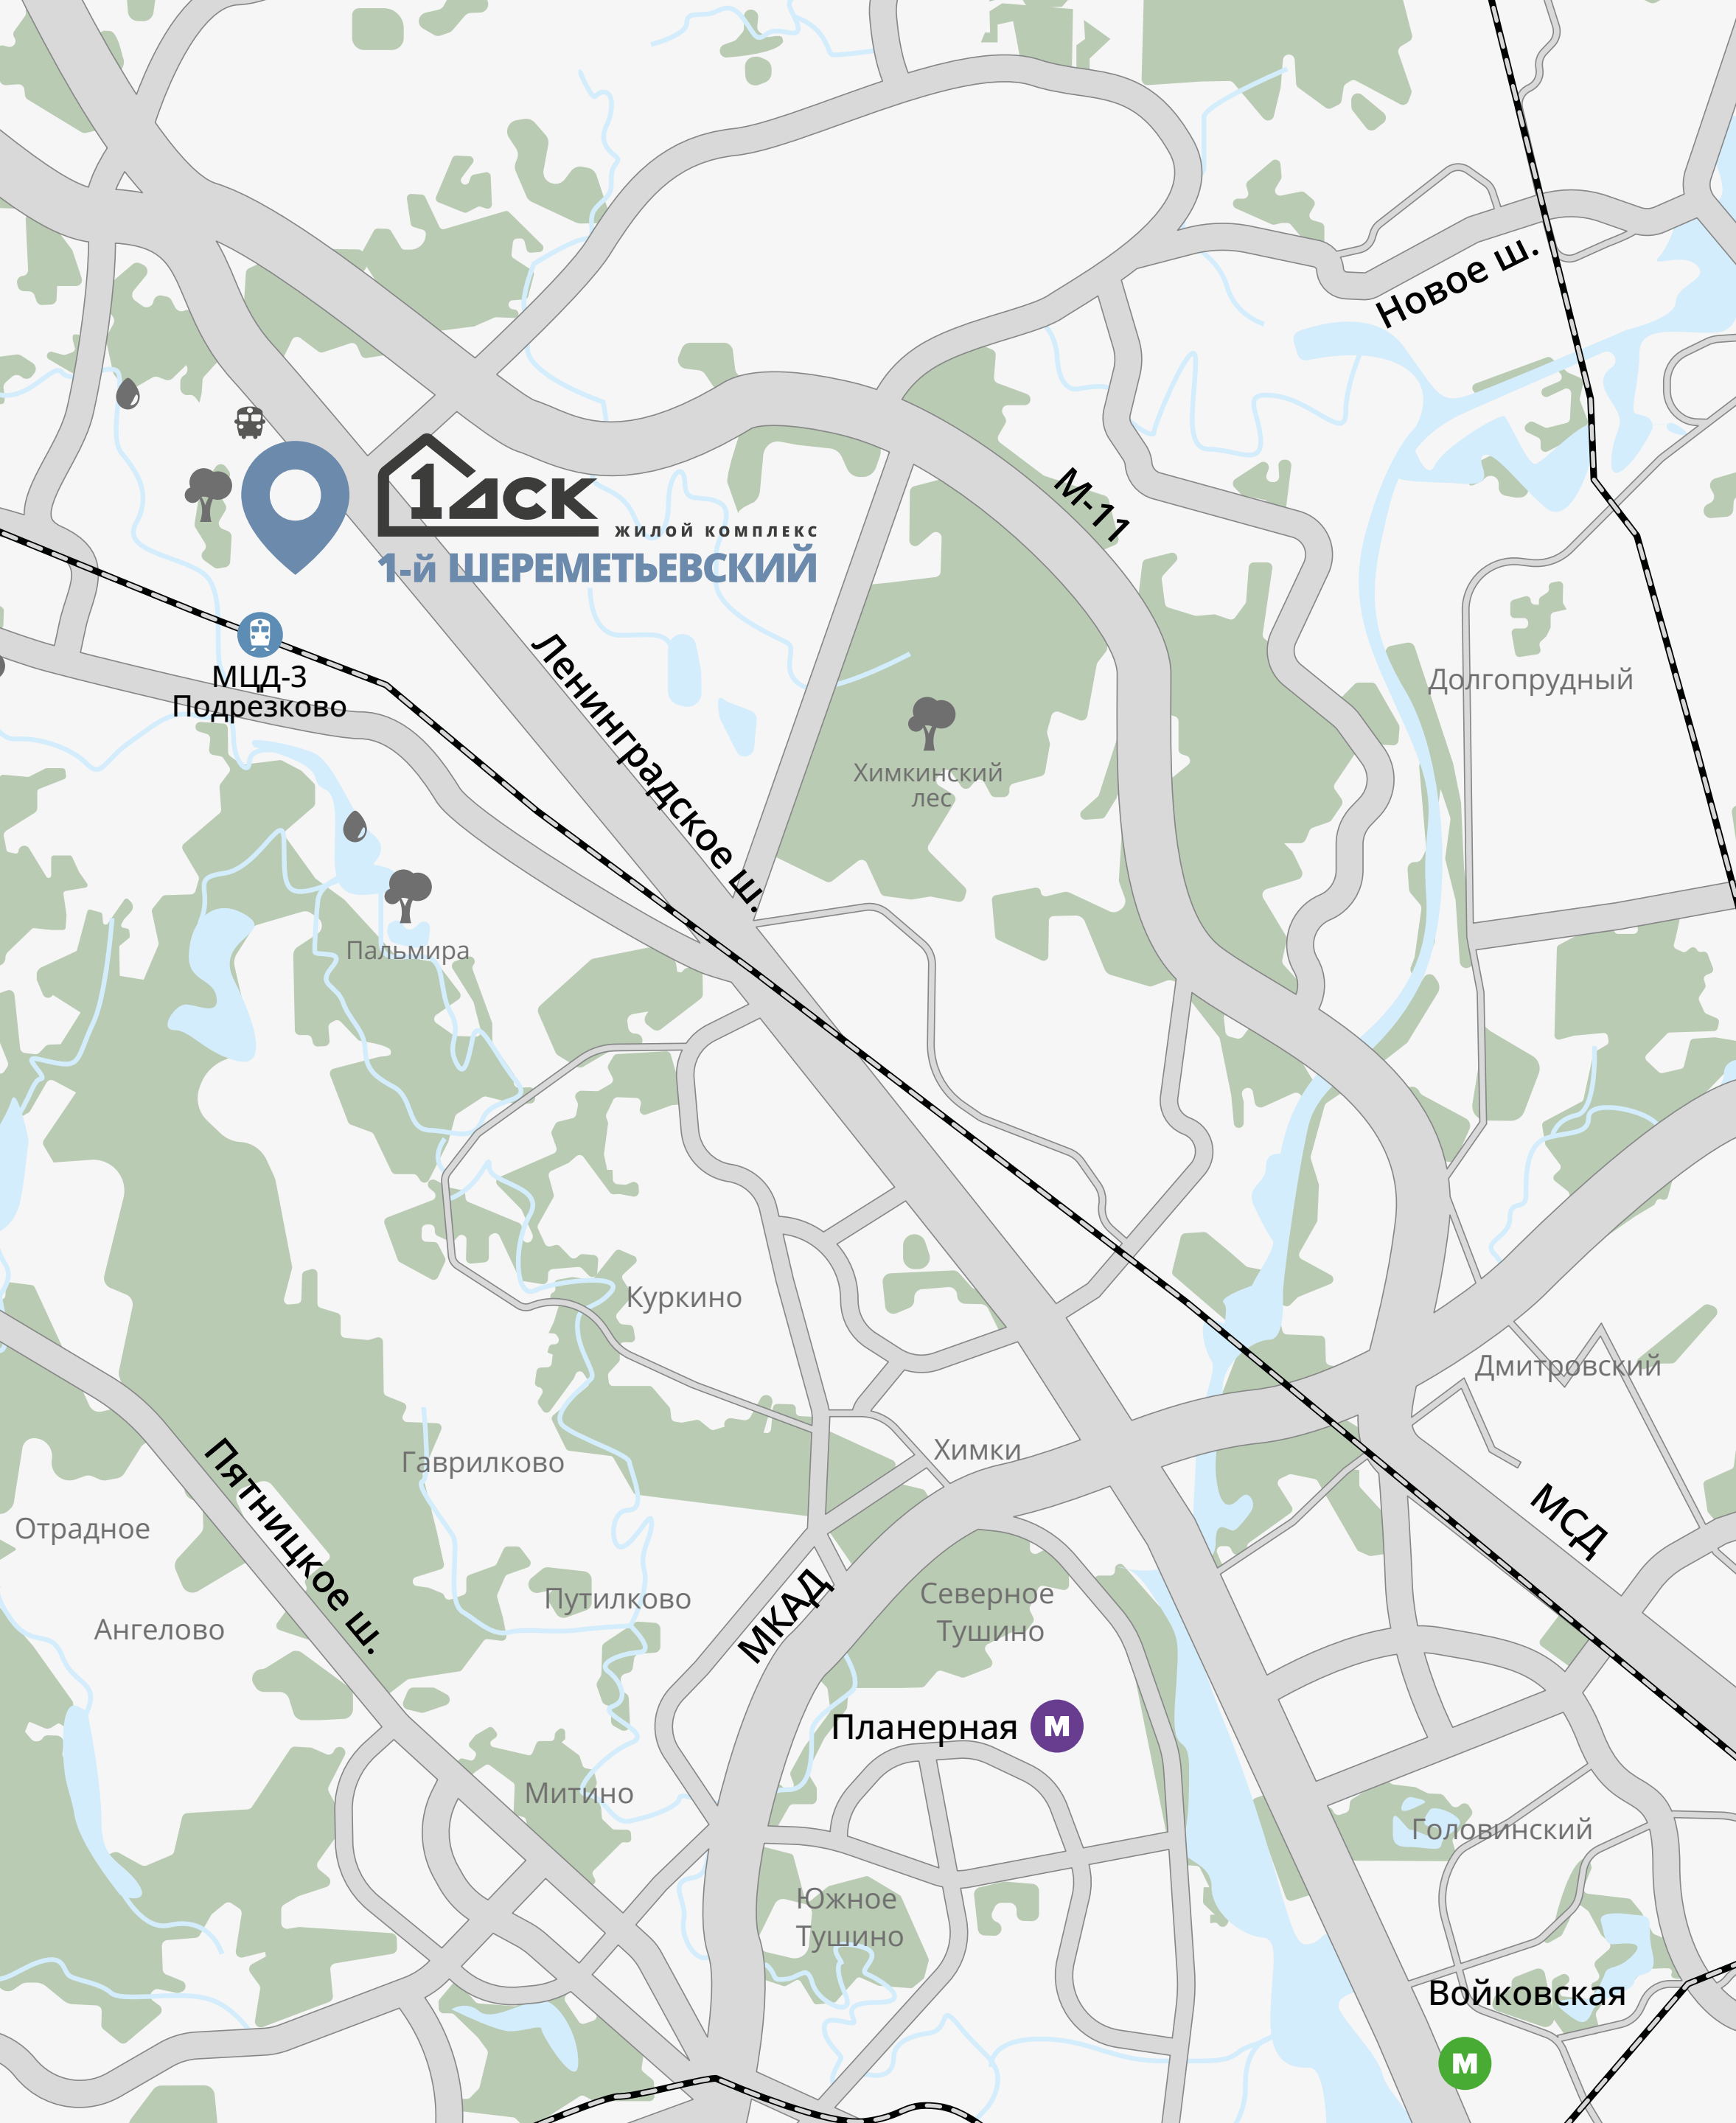 Новое ш.
1ДСК
ЖИЛОЙ КОМПЛЕКС
1-й ШЕРЕМЕТЬЕВСКИЙ
М-11
МЦД-3
Подрезково
Ленинградское ш.
Долгопрудный
Химкинский
лес
Пальмира
Куркино
Дмитровский
Химки
Гаврилково
Пятницкое ш.
Отрадное
МСД
Ангелово
Путилково
МКАД
Северное
Тушино
Планерная М
Митино
Головинский
Южное
Тушино
Войковская
М